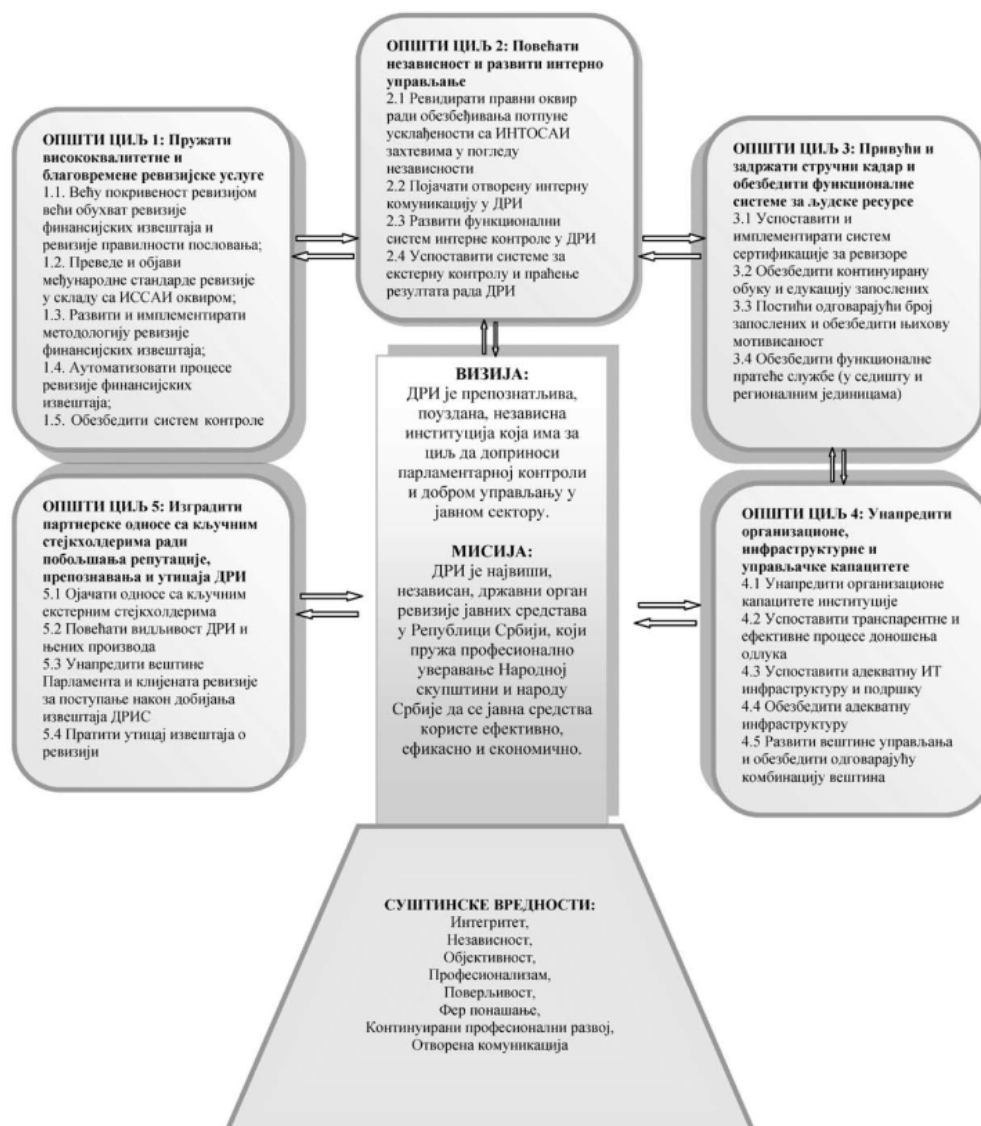 ОПШТИ ЦИЉ 1: Пружати
висококвалитетне и
благовремене ревизијске услуге
1.1. Већу покривеност ревизијом
већи обухват ревизије
финансијских извештаја и
ревизије правилности пословања;
1.2. Преведе и објави
међународне стандарде ревизије
у складу са ИССАИ оквиром;
1.3. Развити и имплементирати
методологију ревизије
финансијских извештаја;
1.4. Аутоматизовати процесе
ревизије финансијских
извештаја;
1.5. Обезбедити систем контроле
ОПШТИ ЦИЉ 2: Повећати
независност и развити интерно
управљање
2.1 Ревидирати правни оквир
ради обезбеђивања потпуне
усклађености са ИНТОСАИ
захтевима у погледу
независности
2.2 Појачати отворену интерну
комуникацију у ДРИ
2.3 Развити функционални
систем интерне контроле у ДРИ
2.4 Успоставити системе за
екстерну контролу и праћење
резултата рада ДРИ
ОПШТИ ЦИЉ 3: Привући и
задржати стручни кадар и
обезбедити функционалне
системе за људске ресурсе
3.1 Успоставити и
имплементирати систем
сертификације за ревизоре
3.2 Обезбедити континуирану
обуку и едукацију запослених
3.3 Постићи одговарајући број
запослених и обезбедити њихову
мотивисаност
3.4 Обезбедити функционалне
пратеће службе (у седишту и
регионалним јединицама)
ВИЗИЈА:
ДРИ је препознатљива,
поуздана, независна
институција која има за
циљ да доприноси
парламентарној контроли
и добром управљању у
јавном сектору.
МИСИЈА:
ДРИ је највиши,
независан, државни орган
ревизије јавних средстава
у Републици Србији, који
пружа професионално
уверавање Народној
скупштини и народу
Србије да се јавна средства
користе ефективно,
ефикасно и економично.
ОПШТИ ЦИЉ 5: Изградити
партнерске односе са кључним
стејкхолдерима ради
побољшања репутације,
препознавања и утицаја ДРИ
5.1 Ојачати односе са кључним
екстерним стејкхолдерима
5.2 Повећати видљивост ДРИ и
њених производа
5.3 Унапредити вештине
Парламента и клијената ревизије
за поступање након добијања
извештаја ДРИС
5.4 Пратити утицај извештаја о
ревизији
ОПШТИ ЦИЉ 4: Унапредити
организационе,
инфраструктурне и
управљачке капацитете
4.1 Унапредити организационе
капацитете институције
4.2 Успоставити транспарентне и
ефективне процесе доношења
одлука
4.3 Успоставити адекватну ИТ
инфраструктуру и подршку
4.4 Обезбедити адекватну
инфраструктуру
4.5 Развити вештине управљања
и обезбедити одговарајућу
комбинацију вештина
СУШТИНСКЕ ВРЕДНОСТИ:
Интегритет,
Независност,
Објективност,
Професионализам,
Поверљивост,
Фер понашање,
Континуирани професионални развој,
Отворена комуникација